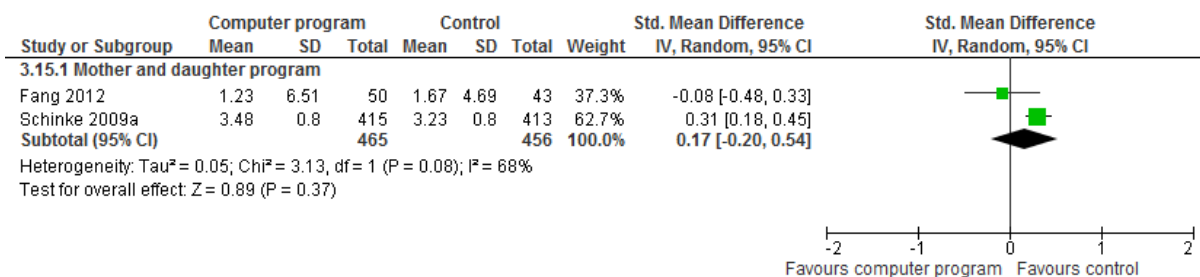 Computer program Control Std. Mean Difference Std. Mean Difference
Study or Subgroup Mean SD Total Mean SD Total Weight IV, Random, 95% CI IV, Random, 95% CI
3.15.1 Mother and daughter program
Fang 2012 1.23 6.51 50 1.67 4.69 43 37.3% -0.08 [-0.48, 0.33]
Schinke 2009a 3.48 0.8 415 3.23 0.8 413 62.7% 0.31 [0.18, 0.45]
Subtotal (95% CI) 465 456 100.0% 0.17 [-0.20, 0.54]
Heterogeneity: Tau² = 0.05; Chi² = 3.13, df = 1 (P = 0.08); I² = 68%
Test for overall effect: Z = 0.89 (P = 0.37)
-2 -1 0 1 2
Favours computer program Favours control